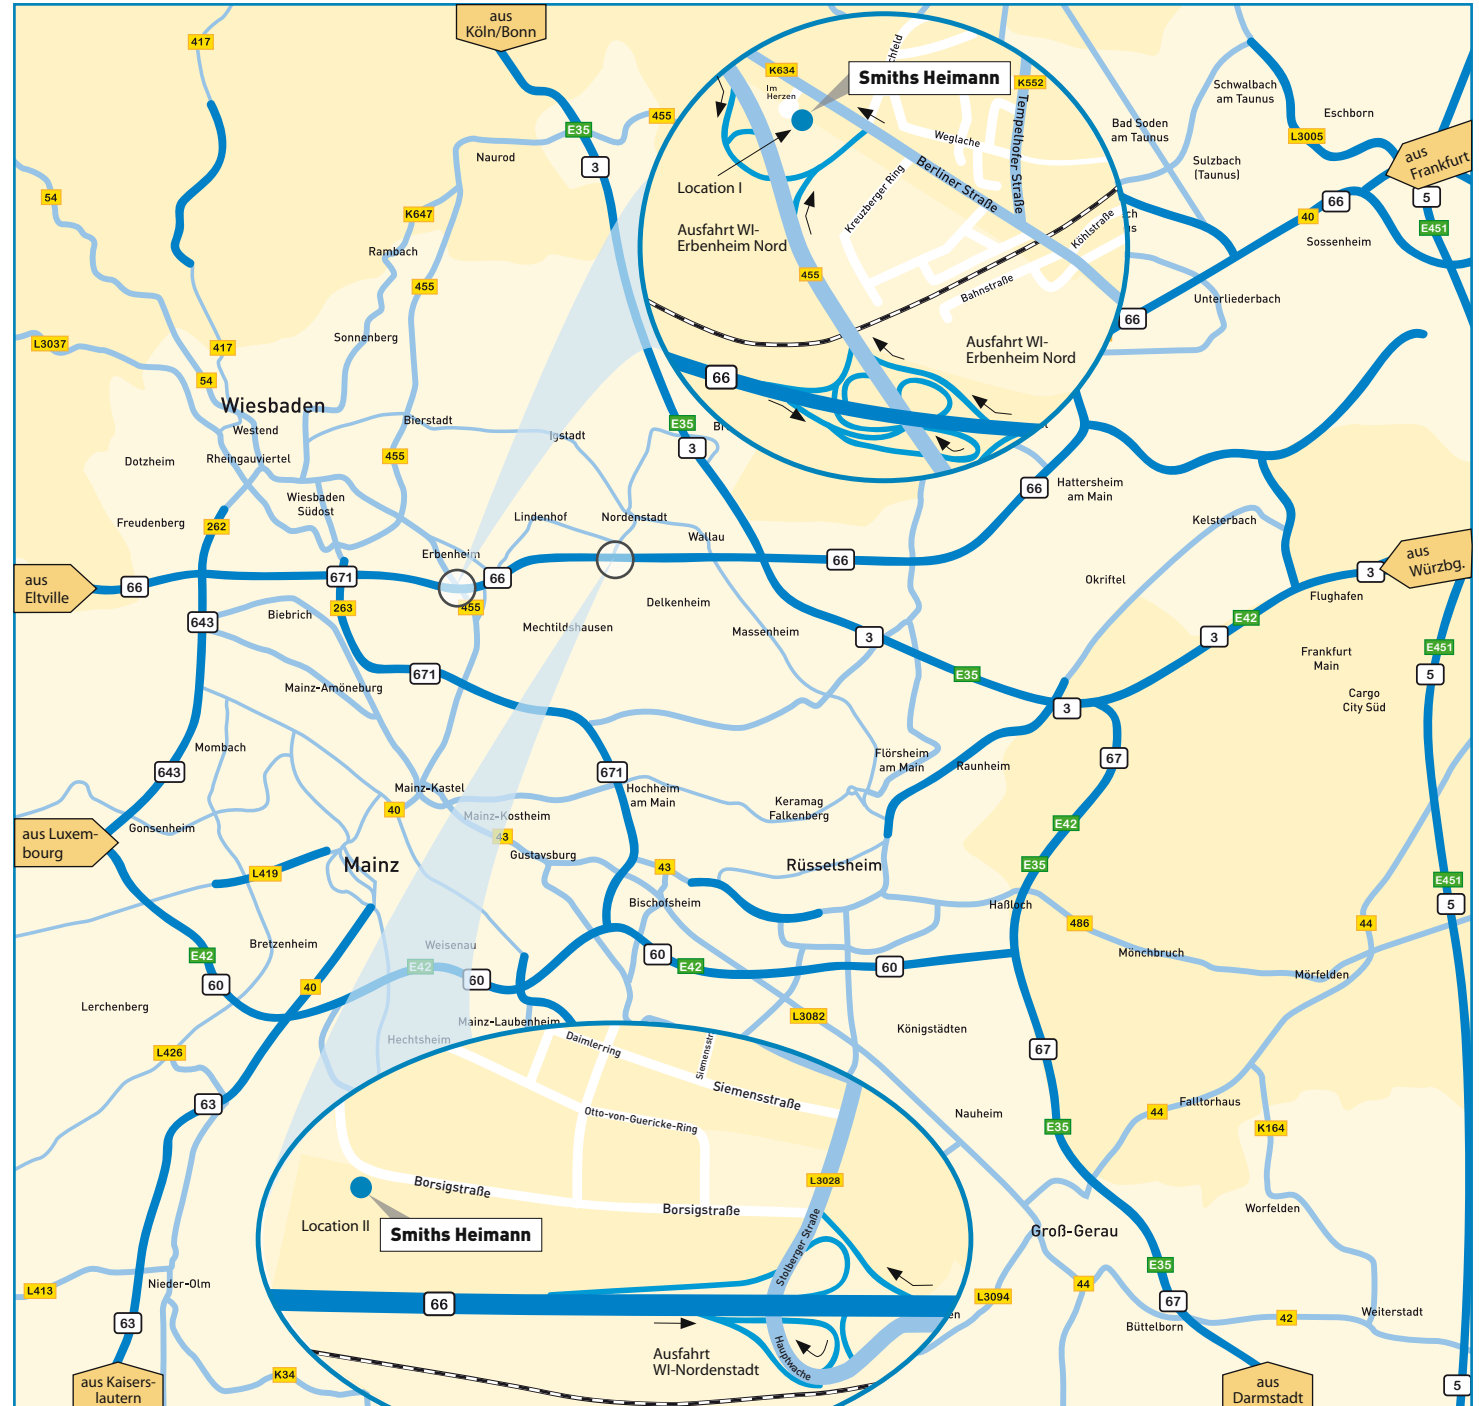 aus
Köln/Bonn
417
455
E35
3
Naurod
54
K647
Rambach
455
Sonnenberg
L3037
417
54
Wiesbaden
Westend
Bierstadt
Igstadt
Dotzheim
Rheingauviertel
455
Wiesbaden
Südost
Freudenberg
262
Lindenhof
Nordenstadt
Wallau
Erbenheim
E35
3
K634
Im
Herzen
Smiths Heimann
K552
Weglache
Tempelhofer Straße
Berliner Straße
Location I
Kreuzberger Ring
Ausfahrt WI-
Erbenheim Nord
455
Köhlstraße
Bahnstraße
Ausfahrt WI-
Erbenheim Nord
66
66
Schwalbach
am Taunus
Eschborn
Bad Soden
am Taunus
L3005
aus
Frankfurt
Sulzbach
(Taunus)
66
5
40
E451
Sossenheim
Unterliederbach
66
Hattersheim
am Main
Kelsterbach
Okriftel
aus
Würzbg.
3
Flughafen
E42
3
Frankfurt
Main
E451
5
Cargo
City Süd
aus
Eltville
66
671
66
66
263
455
643
Biebrich
Mechtildshausen
Delkenheim
Massenheim
3
E35
3
671
Mainz-Amöneburg
Mombach
643
671
Flörsheim
am Main
Raunheim
67
Mainz-Kastel
Hochheim
am Main
40
Mainz-Kostheim
Keramag
Falkenberg
E42
aus Luxem-
bourg
Gonsenheim
43
Gustavsburg
Mainz
L419
43
Rüsselsheim
E35
E451
Bischofsheim
Haßloch
5
486
44
Bretzenheim
Weisenau
E42
E42
60
60
60
E42
60
Mönchbruch
Mörfelden
40
Lerchenberg
Mainz-Laubenheim
L3082
Königstädten
Hechtsheim
67
L426
63
Nauheim
44
Falltorhaus
E35
K164
Daimlerring
Siemensstr
Siemensstraße
Otto-von-Guericke-Ring
L3028
Borsigstraße
Borsigstraße
Location II
Smiths Heimann
Stolberger Straße
66
Ausfahrt
WI-Nordenstadt
Hauptwache
Worfelden
Groß-Gerau
E35
44
L3094
67
Büttelborn
42
Weiterstadt
L413
Nieder-Olm
63
K34
aus Kaisers-
lautern
aus
Darmstadt
5